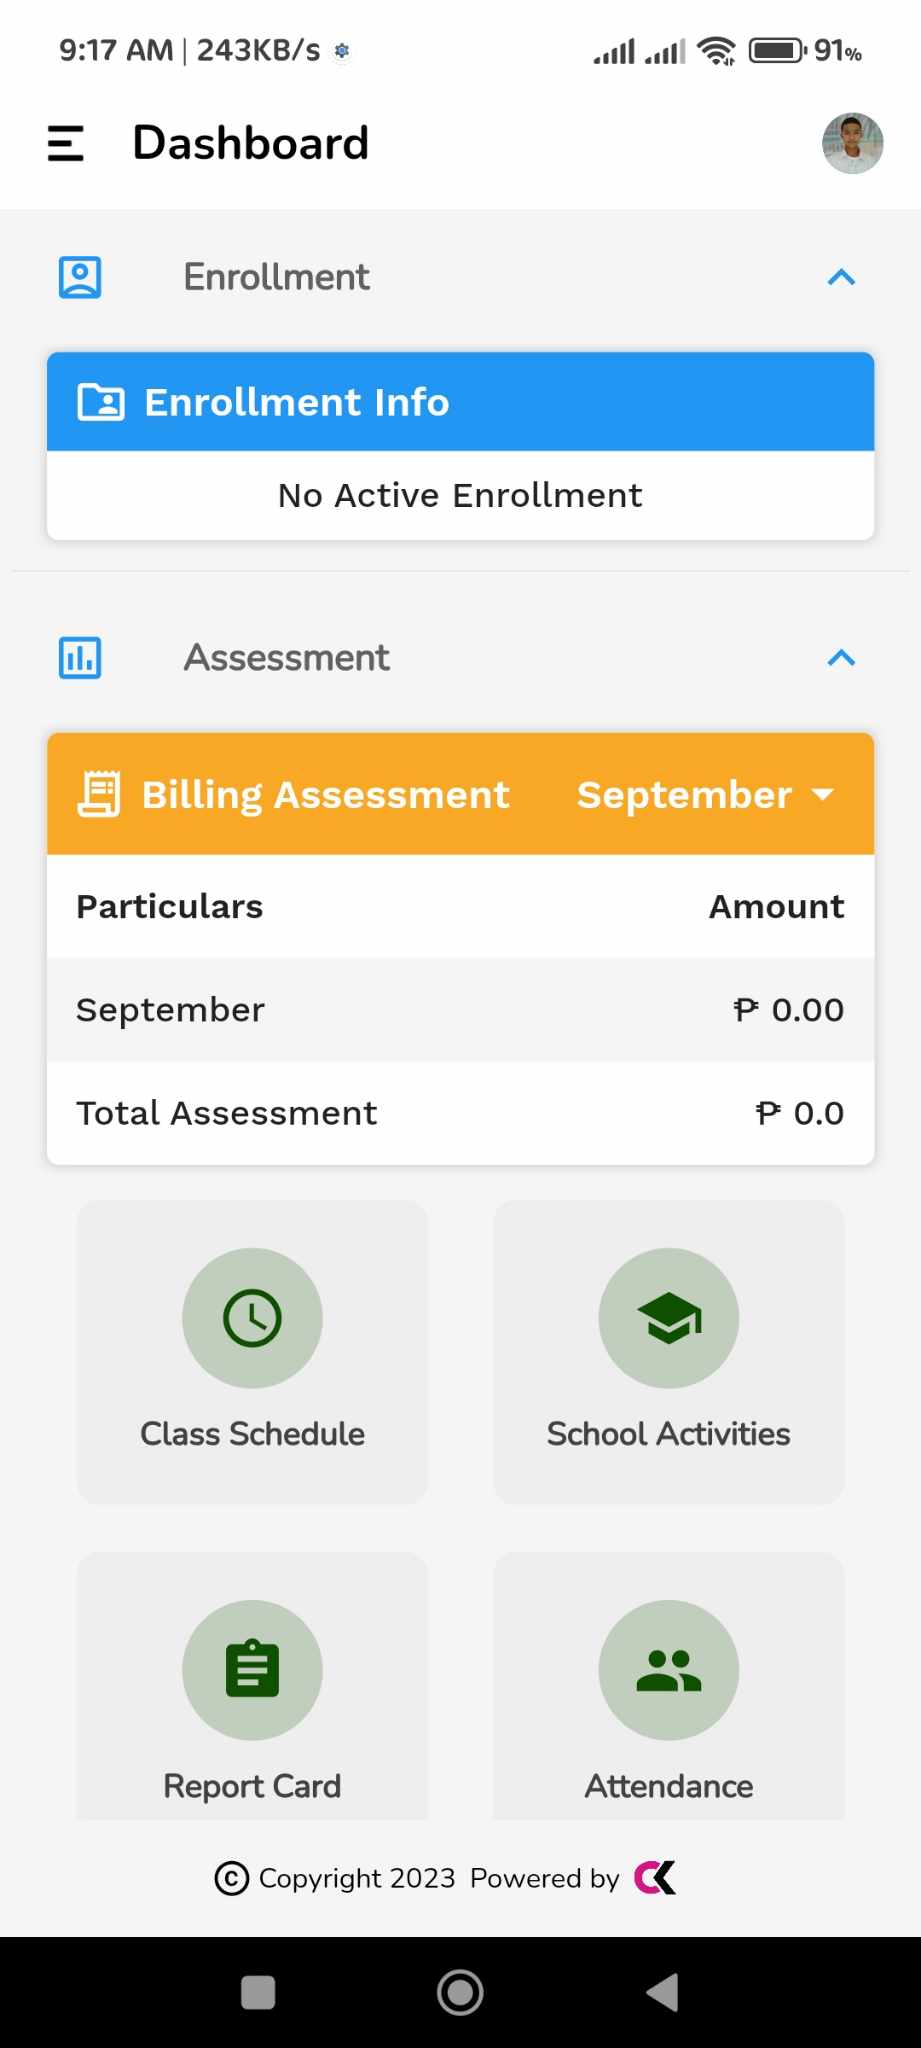 9:17 AM | 243KB/s 91%
Dashboard
Enrollment
Enrollment Info
No Active Enrollment
Assessment
Billing Assessment September
Particulars Amount
September ₱ 0.00
Total Assessment ₱ 0.0
Class Schedule School Activities
Report Card Attendance
© Copyright 2023 Powered by CK